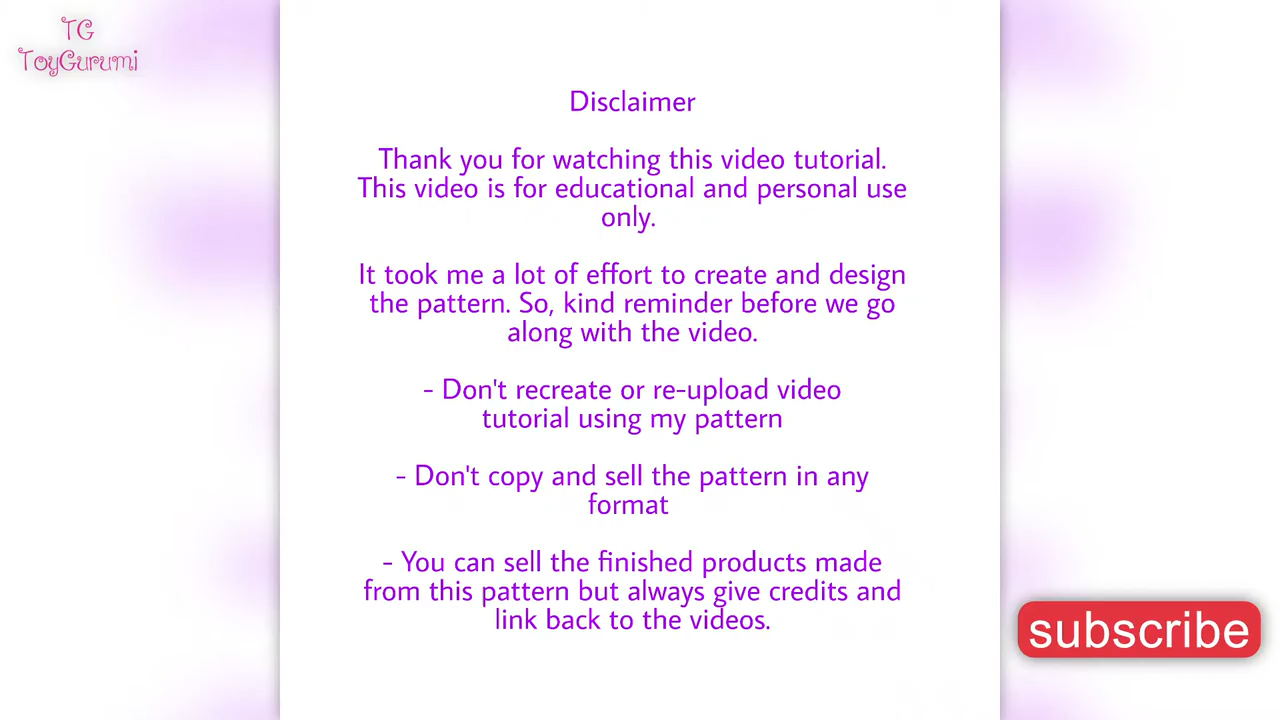 TG
ToyGurumi
Disclaimer
Thank you for watching this video tutorial.
This video is for educational and personal use
only.
It took me a lot of effort to create and design
the pattern. So, kind reminder before we go
along with the video.
- Don't recreate or re-upload video
tutorial using my pattern
- Don't copy and sell the pattern in any
format
- You can sell the finished products made
from this pattern but always give credits and
link back to the videos.
subscribe